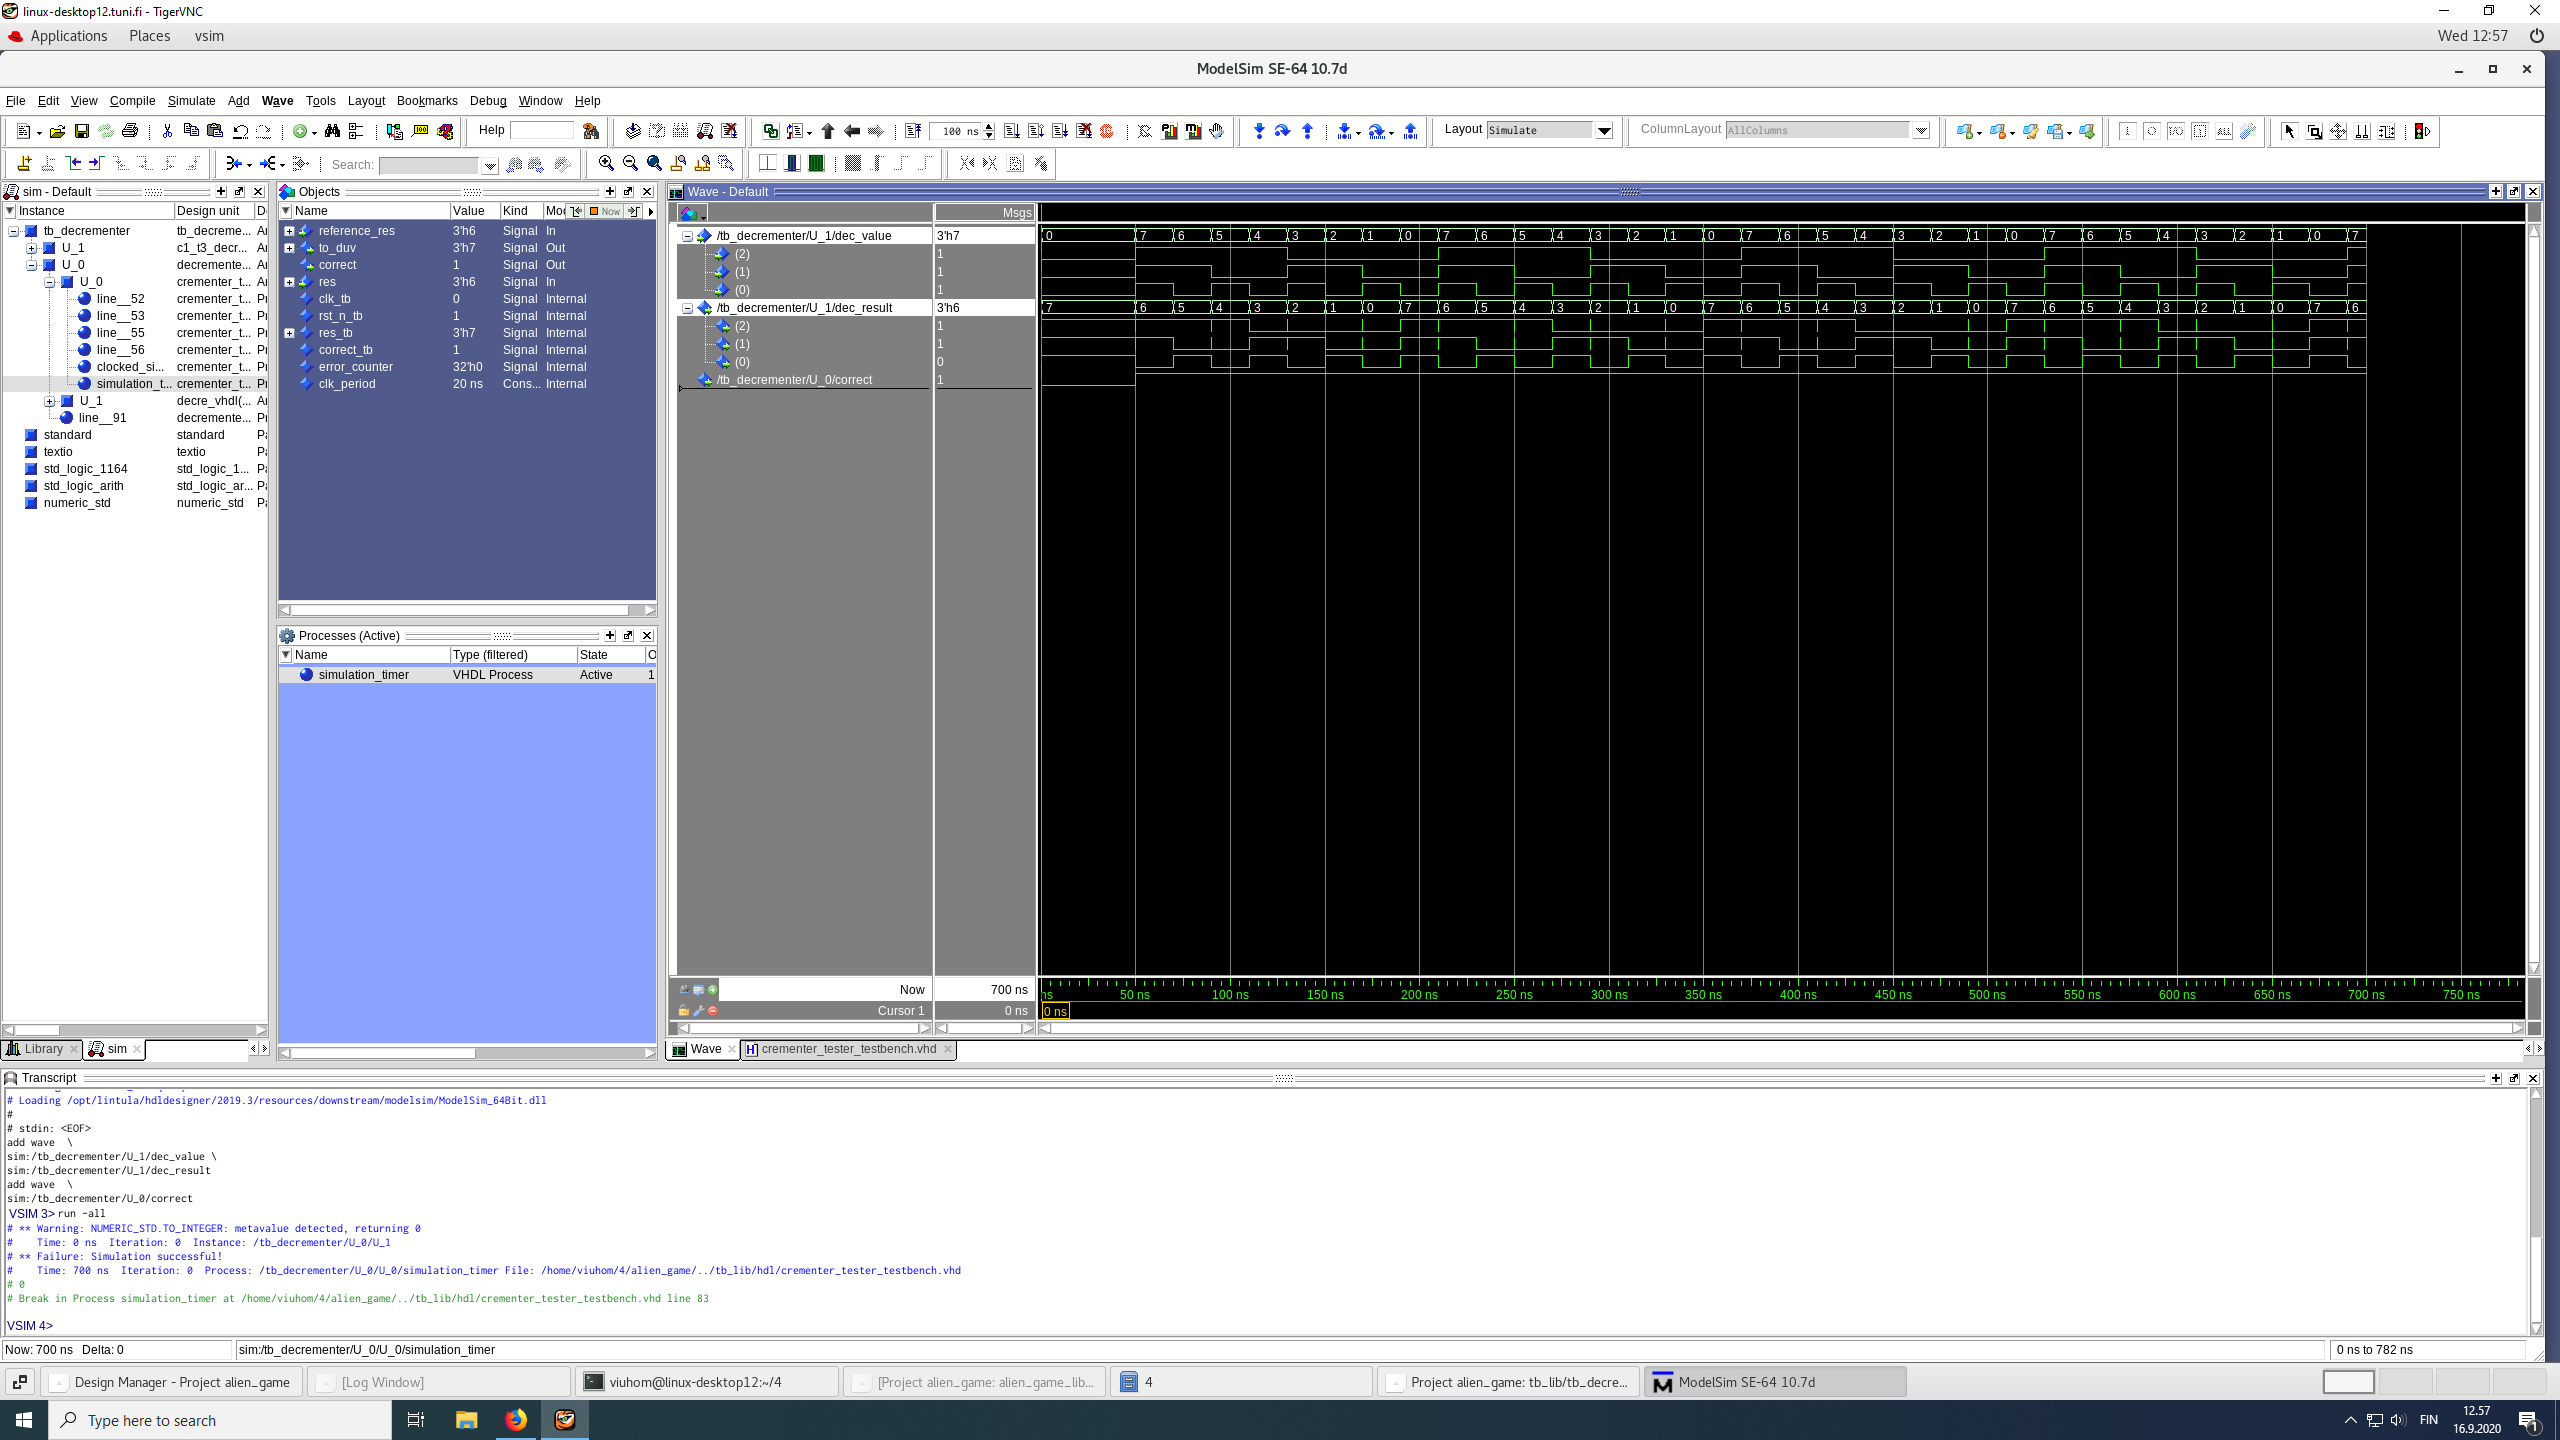 linux-desktop12.tuni.fi - TigerVNC
Applications Places vsim Wed 12:57
ModelSim SE-64 10.7d
File Edit View Compile Simulate Add Wave Tools Layout Bookmarks Debug Window Help
Help 100 ns Layout Simulate ColumnLayout AllColumns
Search:
sim - Default
Instance Design unit
tb_decrementer tb_decreme...
U_1 c1_t3_decr...
U_0 decremente...
U_0 crementer_t...
line__52 crementer_t...
line__53 crementer_t...
line__55 crementer_t...
line__56 crementer_t...
clocked_si... crementer_t...
simulation_t... crementer_t...
U_1 decre_vhdl(...
line__91 decremente...
standard standard
textio textio
std_logic_1164 std_logic_1...
std_logic_arith std_logic_ar...
numeric_std numeric_std
Library sim
Objects
Name Value Kind Mo Now
reference_res 3'h6 Signal In
to_duv 3'h7 Signal Out
correct 1 Signal Out
res 3'h6 Signal In
clk_tb 0 Signal Internal
rst_n_tb 1 Signal Internal
res_tb 3'h7 Signal Internal
correct_tb 1 Signal Internal
error_counter 32'h0 Signal Internal
clk_period 20 ns Cons... Internal
Processes (Active)
Name Type (filtered) State O
simulation_timer VHDL Process Active 1
Wave - Default
Msgs
/tb_decrementer/U_1/dec_value 3'h7 0 7 6 5 4 3 2 1 0 7 6 5 4 3 2 1 0 7 6 5 4 3 2 1 0 7 6 5 4 3 2 1 0 7
(2) 1
(1) 1
(0) 1
/tb_decrementer/U_1/dec_result 3'h6 7 6 5 4 3 2 1 0 7 6 5 4 3 2 1 0 7 6 5 4 3 2 1 0 7 6 5 4 3 2 1 0 7 6
(2) 1
(1) 1
(0) 0
/tb_decrementer/U_0/correct 1
Now 700 ns ns 50 ns 100 ns 150 ns 200 ns 250 ns 300 ns 350 ns 400 ns 450 ns 500 ns 550 ns 600 ns 650 ns 700 ns 750 ns
Cursor 1 0 ns 0 ns
Wave crementer_tester_testbench.vhd
Transcript
# Loading /opt/lintula/hdldesigner/2019.3/resources/downstream/modelsim/ModelSim_64Bit.dll
#
# stdin: <EOF>
add wave \
sim:/tb_decrementer/U_1/dec_value \
sim:/tb_decrementer/U_1/dec_result
add wave \
sim:/tb_decrementer/U_0/correct
VSIM 3> run -all
# ** Warning: NUMERIC_STD.TO_INTEGER: metavalue detected, returning 0
# Time: 0 ns Iteration: 0 Instance: /tb_decrementer/U_0/U_1
# ** Failure: Simulation successful!
# Time: 700 ns Iteration: 0 Process: /tb_decrementer/U_0/U_0/simulation_timer File: /home/viuhom/4/alien_game/../tb_lib/hdl/crementer_tester_testbench.vhd
# 0
# Break in Process simulation_timer at /home/viuhom/4/alien_game/../tb_lib/hdl/crementer_tester_testbench.vhd line 83
VSIM 4>
Now: 700 ns Delta: 0 sim:/tb_decrementer/U_0/U_0/simulation_timer 0 ns to 782 ns
Design Manager - Project alien_game [Log Window] viuhom@linux-desktop12:~/4 [Project alien_game: alien_game_lib... 4 Project alien_game: tb_lib/tb_decre... ModelSim SE-64 10.7d
Type here to search FIN 12.57
16.9.2020 1